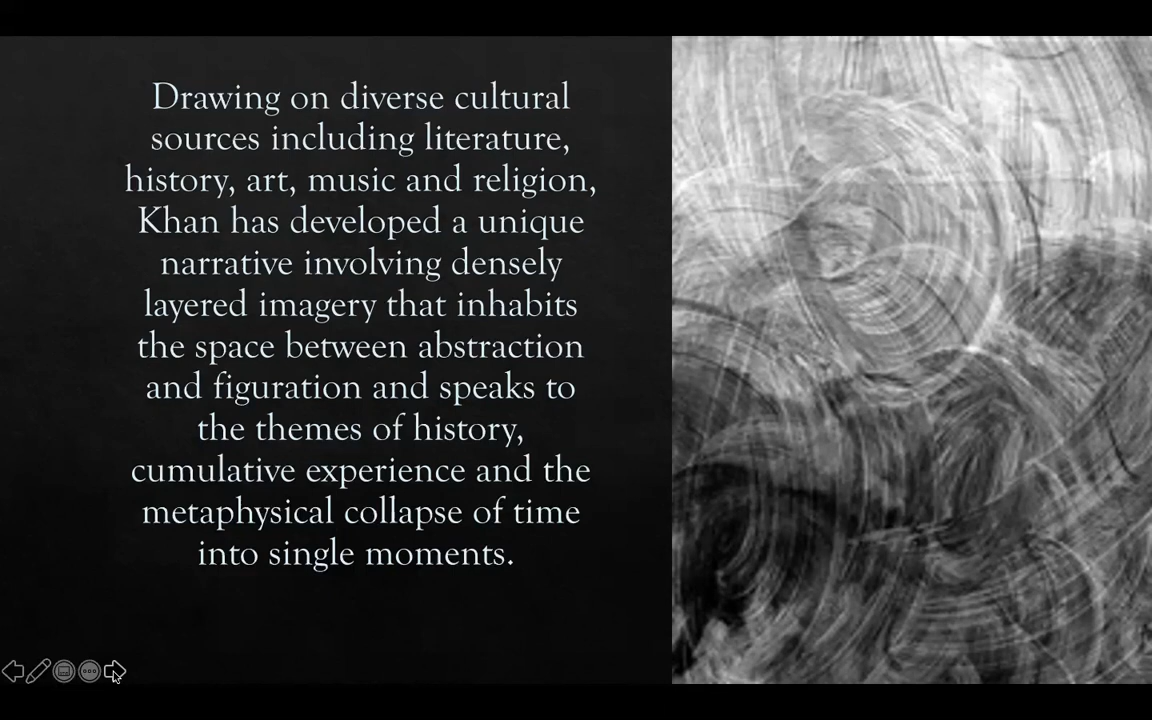 Drawing on diverse cultural
sources including literature,
history, art, music and religion,
Khan has developed a unique
narrative involving densely
layered imagery that inhabits
the space between abstraction
and figuration and speaks to
the themes of history,
cumulative experience and the
metaphysical collapse of time
into single moments.